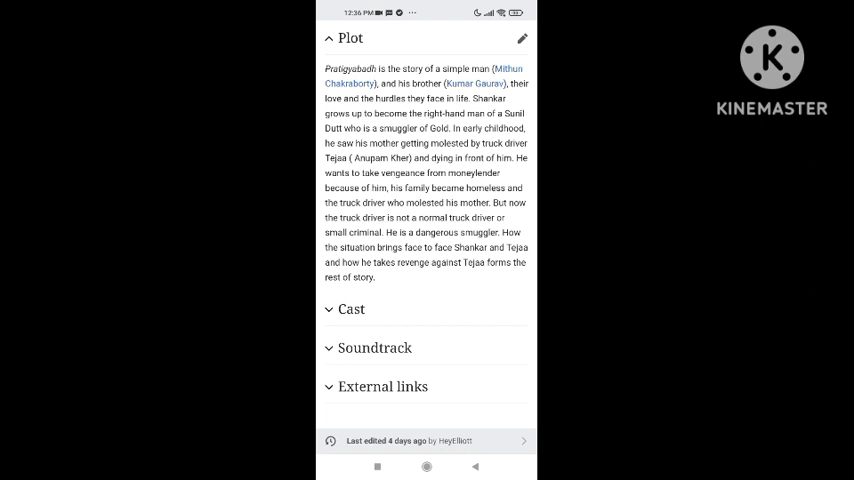 12:36 PM
Plot
Pratigyabadh is the story of a simple man (Mithun
Chakraborty), and his brother (Kumar Gaurav), their
love and the hurdles they face in life. Shankar
grows up to become the right-hand man of a Sunil
Dutt who is a smuggler of Gold. In early childhood,
he saw his mother getting molested by truck driver
Tejaa ( Anupam Kher) and dying in front of him. He
wants to take vengeance from moneylender
because of him, his family became homeless and
the truck driver who molested his mother. But now
the truck driver is not a normal truck driver or
small criminal. He is a dangerous smuggler. How
the situation brings face to face Shankar and Tejaa
and how he takes revenge against Tejaa forms the
rest of story.
Cast
Soundtrack
External links
Last edited 4 days ago by HeyElliott
K
KINEMASTER